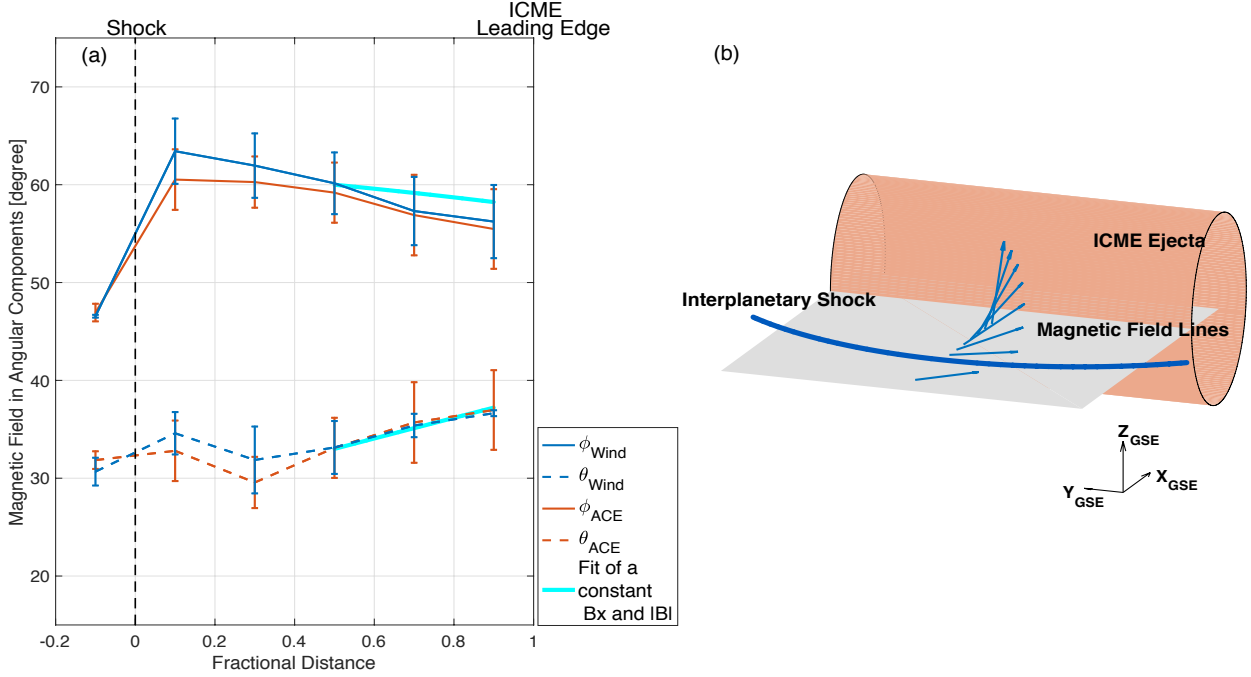 Shock
ICME
Leading Edge
(a)
Magnetic Field in Angular Components [degree]
70
60
50
40
30
20
-0.2
0
0.2
0.4
0.6
0.8
1
Fractional Distance
ϕWind
θWind
ϕACE
θACE
Fit of a
constant
Bx and |B|
(b)
ICME Ejecta
Interplanetary Shock
Magnetic Field Lines
ZGSE
XGSE
YGSE